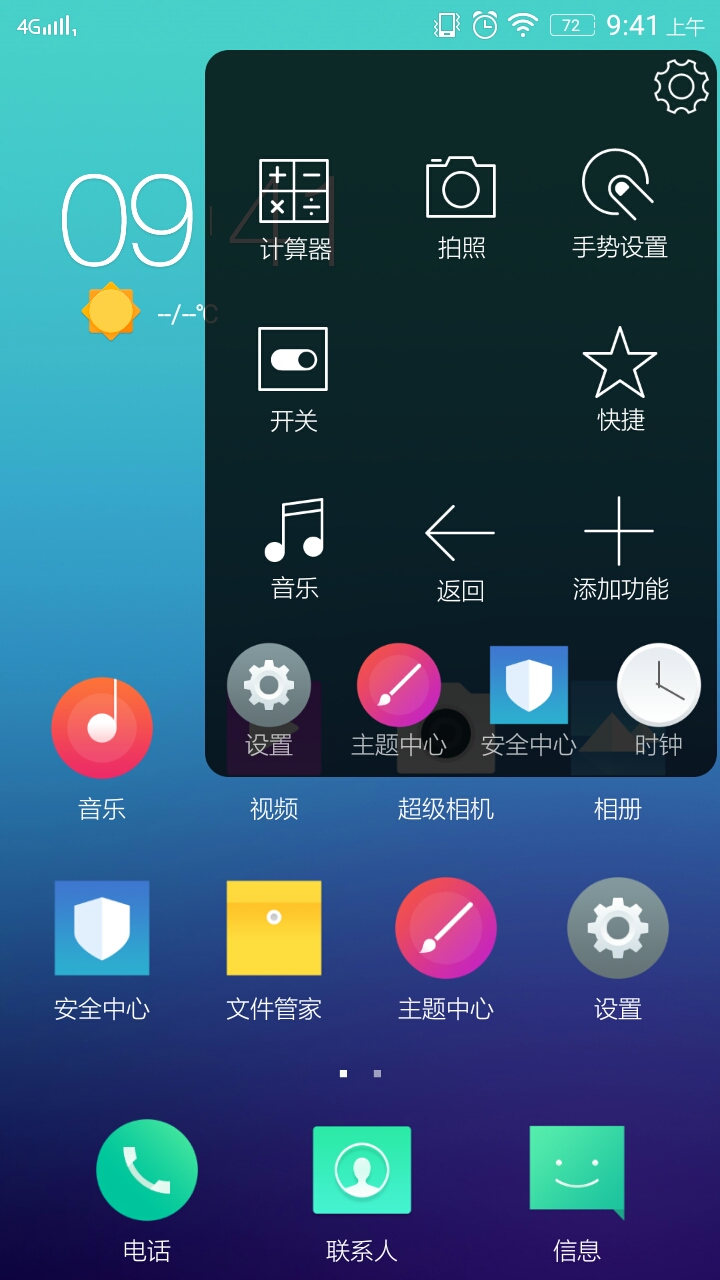 4G 1 72 9:41 上午
09:41
--/--℃
计算器 拍照 手势设置
开关 快捷
音乐 返回 添加功能
设置 主题中心 安全中心 时钟
音乐 视频 超级相机 相册
安全中心 文件管家 主题中心 设置
电话 联系人 信息